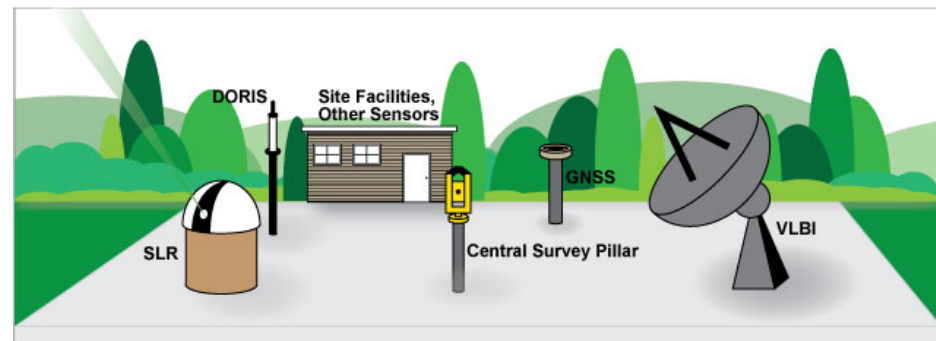 DORIS
Site Facilities,
Other Sensors
GNSS
SLR
Central Survey Pillar
VLBI